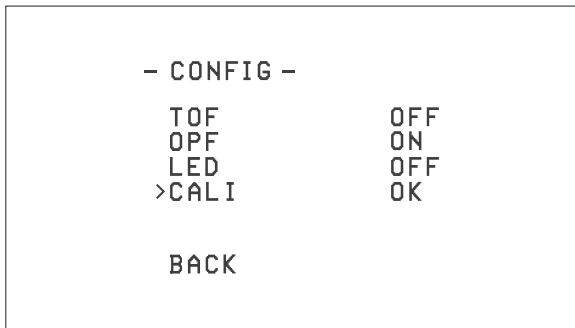 - CONFIG -
TOF OFF
OPF ON
LED OFF
>CALI OK
BACK